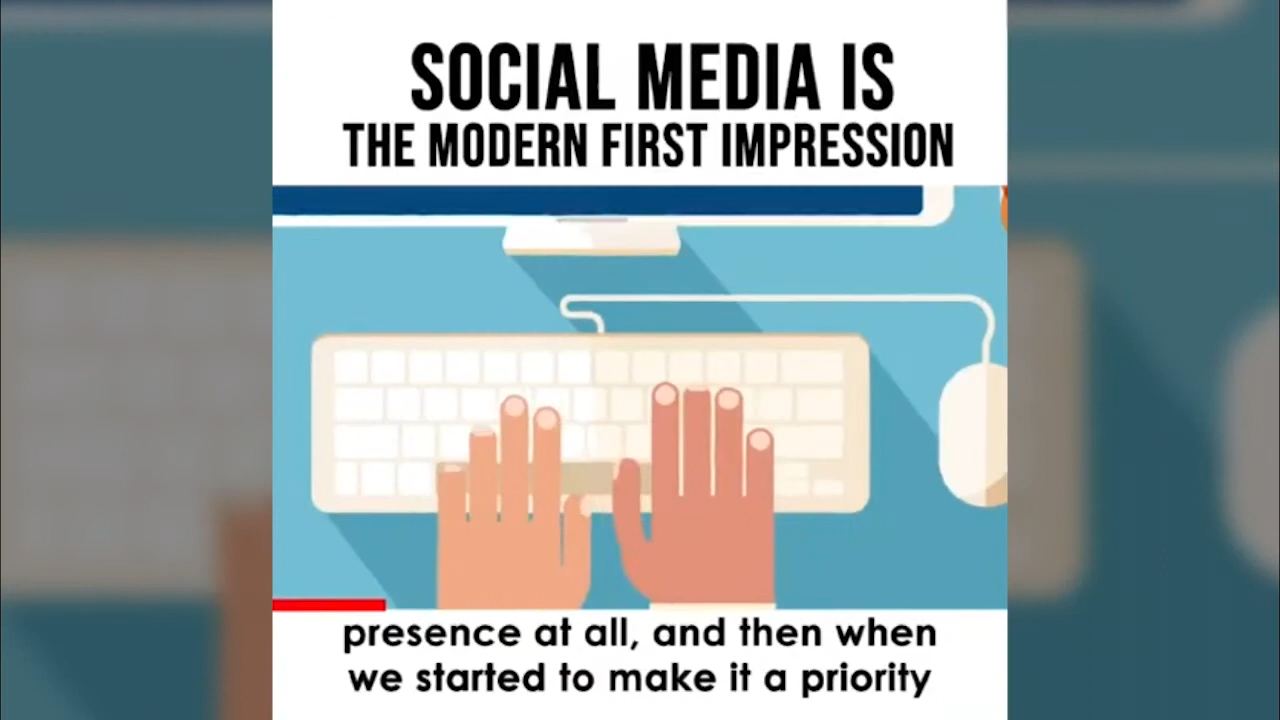 SOCIAL MEDIA IS
THE MODERN FIRST IMPRESSION
presence at all, and then when
we started to make it a priority